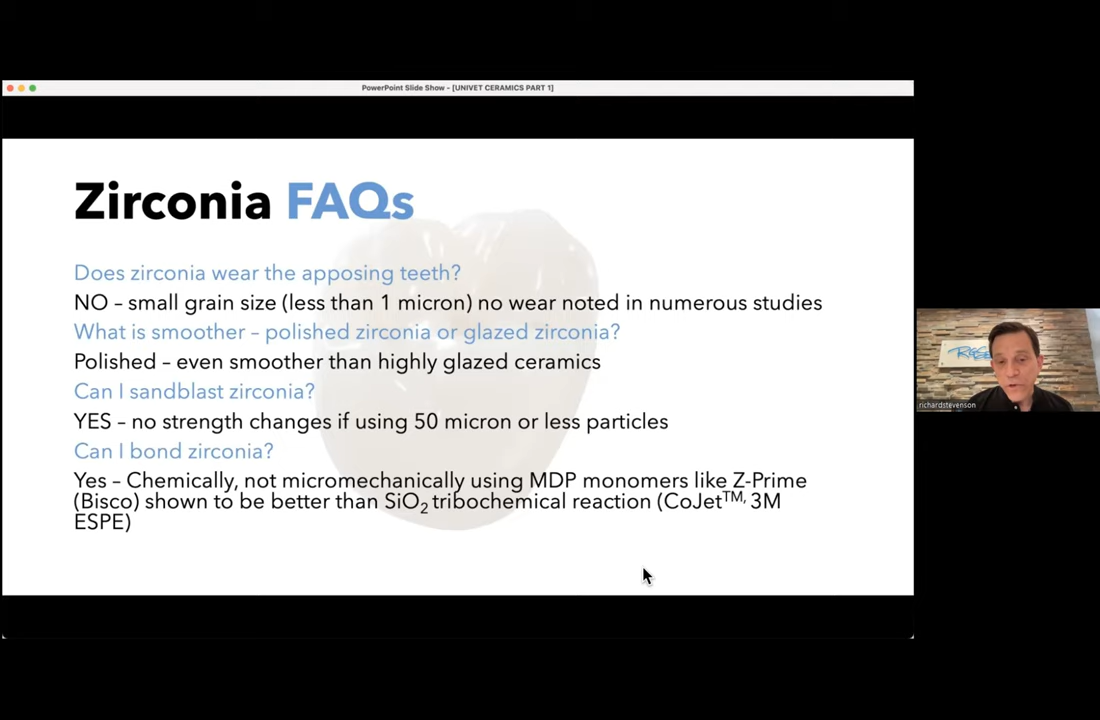 PowerPoint Slide Show - [UNIVET CERAMICS PART 1]
Zirconia FAQs
Does zirconia wear the apposing teeth?
NO – small grain size (less than 1 micron) no wear noted in numerous studies
What is smoother – polished zirconia or glazed zirconia?
Polished – even smoother than highly glazed ceramics
Can I sandblast zirconia?
YES – no strength changes if using 50 micron or less particles
Can I bond zirconia?
Yes – Chemically, not micromechanically using MDP monomers like Z-Prime
(Bisco) shown to be better than SiO2 tribochemical reaction (CoJet™, 3M
ESPE)
richardstevenson